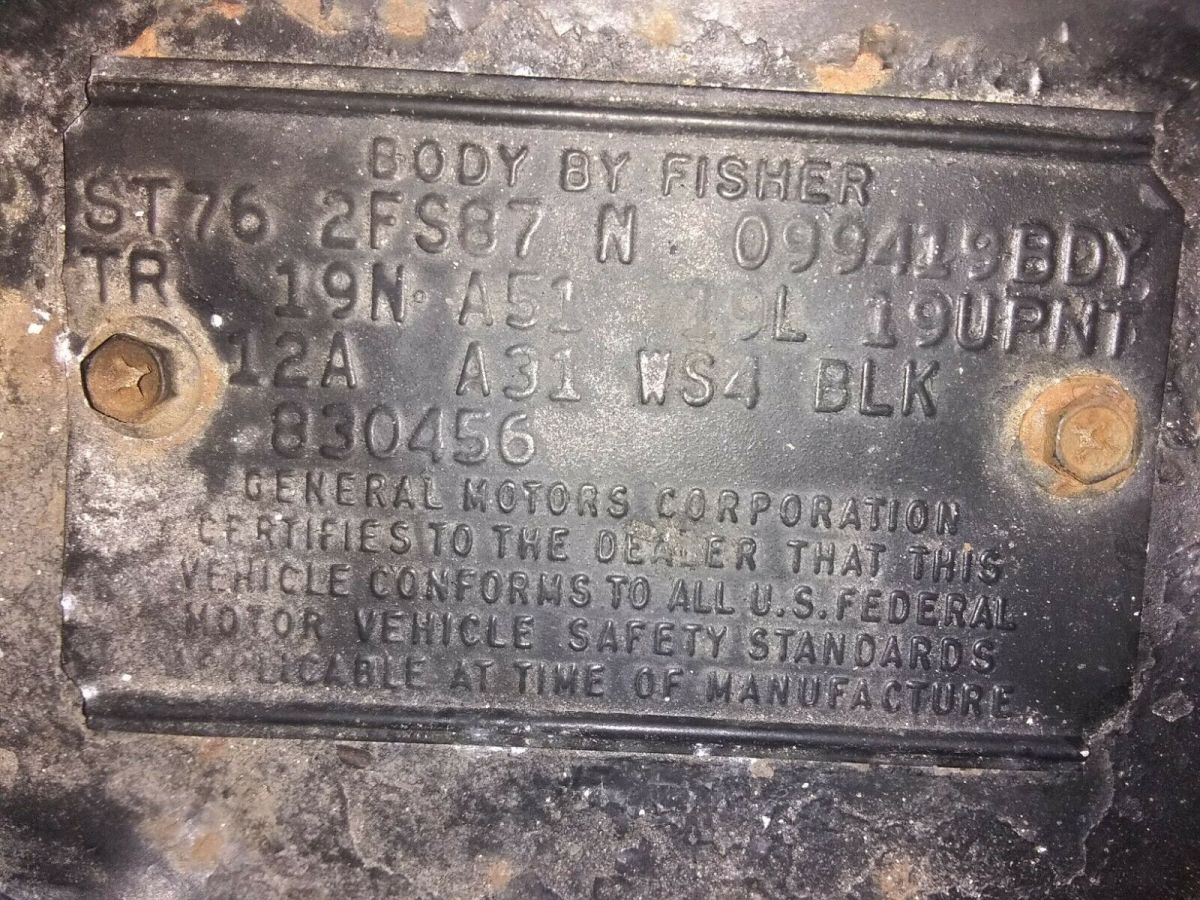 BODY BY FISHER
ST76 2FS87 N 099419BDY
TR 19N A51 19L 19UPNT
12A A31 WS4 BLK
830456
GENERAL MOTORS CORPORATION
CERTIFIES TO THE DEALER THAT THIS
VEHICLE CONFORMS TO ALL U.S. FEDERAL
MOTOR VEHICLE SAFETY STANDARDS
APPLICABLE AT TIME OF MANUFACTURE